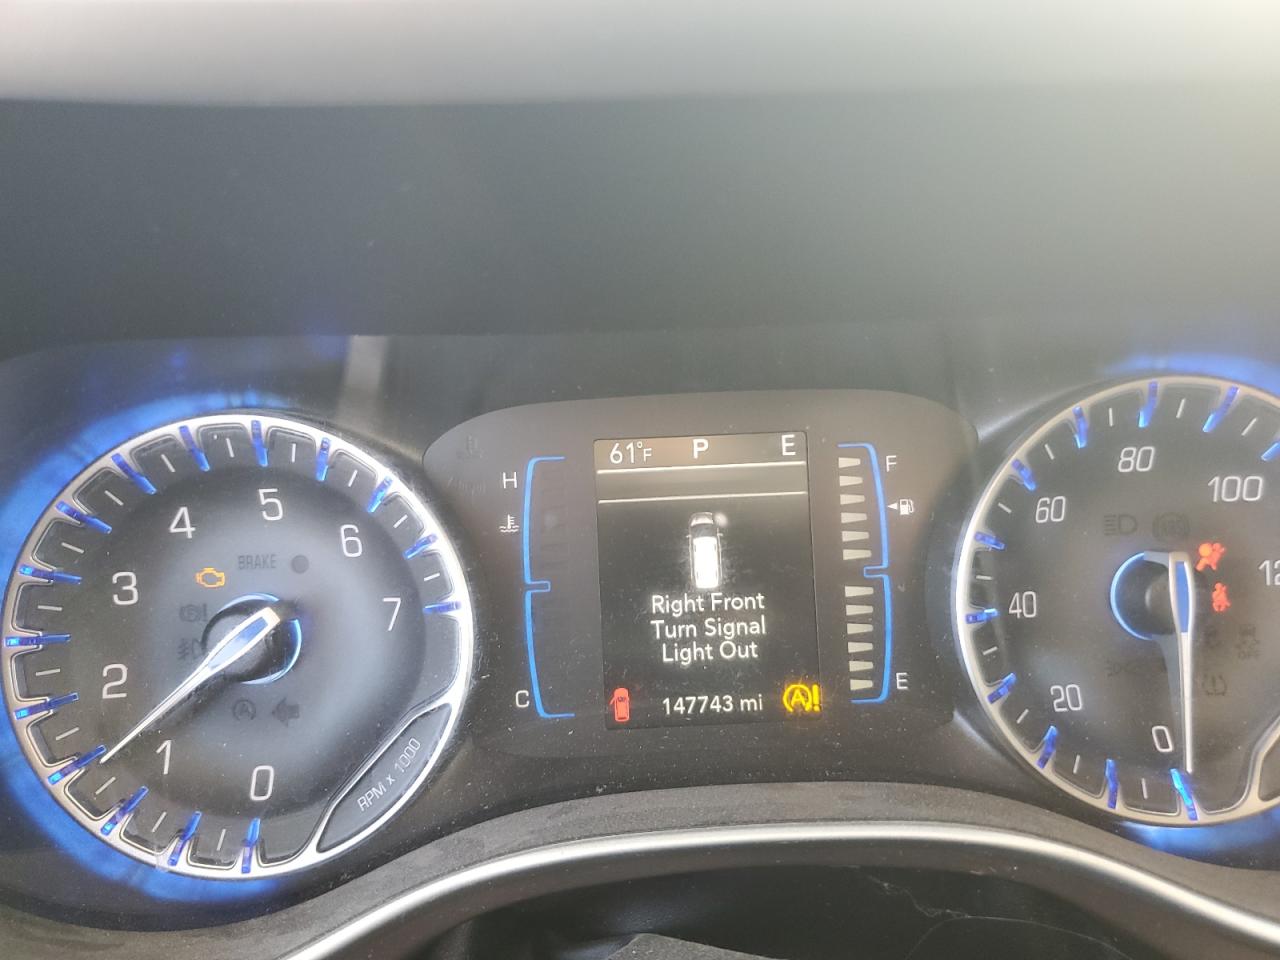 61°F P E
Right Front
Turn Signal
Light Out
147743 mi
H
C
F
E
BRAKE
0
1
2
3
4
5
6
7
RPM x 1000
0
20
40
60
80
100